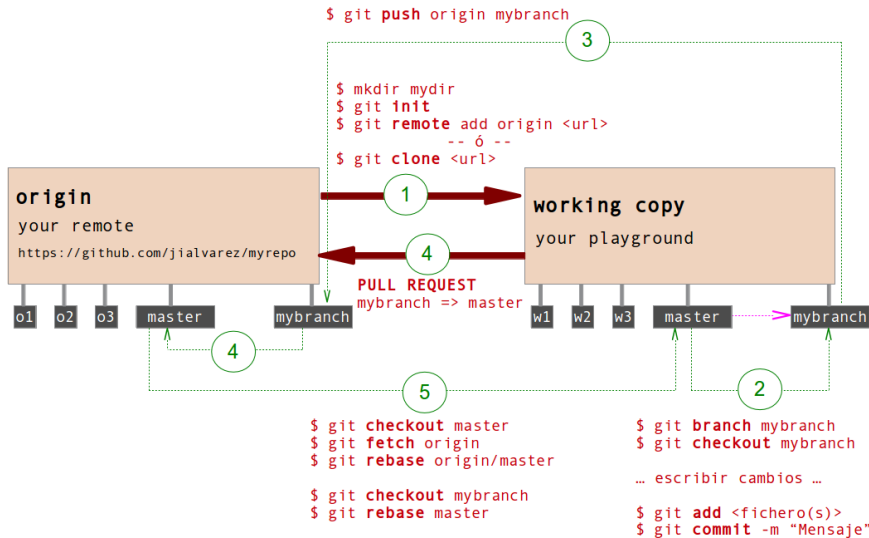 $ git push origin mybranch
3
$ mkdir mydir
$ git init
$ git remote add origin <url>
-- ó --
$ git clone <url>
origin
your remote
https://github.com/jialvarez/myrepo
1
working copy
your playground
4
PULL REQUEST
mybranch => master
o1 o2 o3 master mybranch
w1 w2 w3 master mybranch
4
5
2
$ git checkout master
$ git fetch origin
$ git rebase origin/master
$ git checkout mybranch
$ git rebase master
$ git branch mybranch
$ git checkout mybranch
… escribir cambios …
$ git add <fichero(s)>
$ git commit -m “Mensaje”